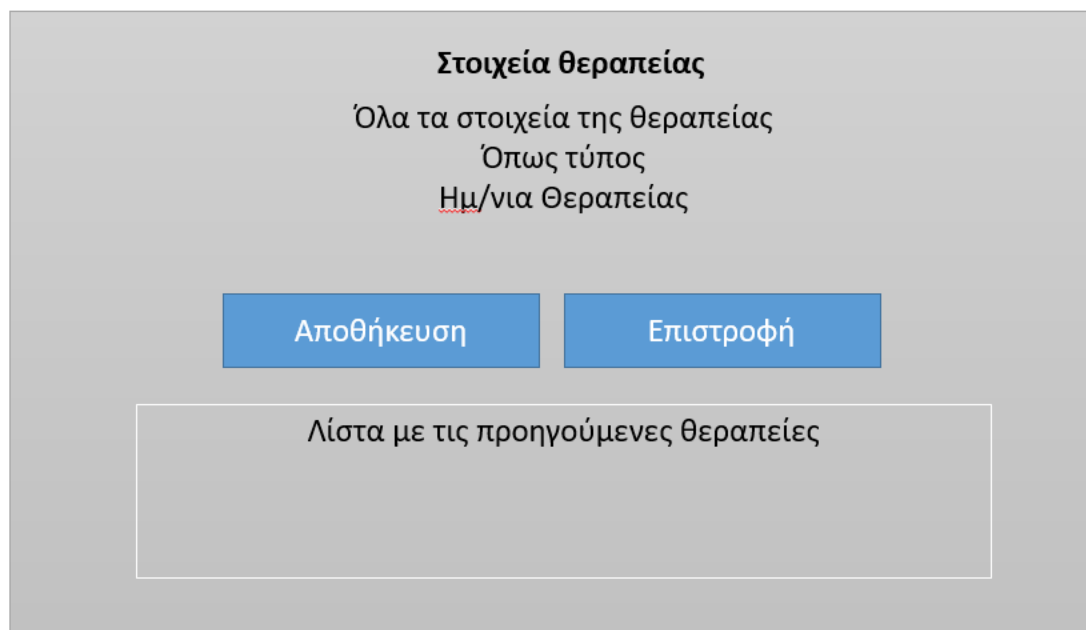 Στοιχεία θεραπείας
Όλα τα στοιχεία της θεραπείας
Όπως τύπος
Ημ/νια Θεραπείας
Αποθήκευση
Επιστροφή
Λίστα με τις προηγούμενες θεραπείες